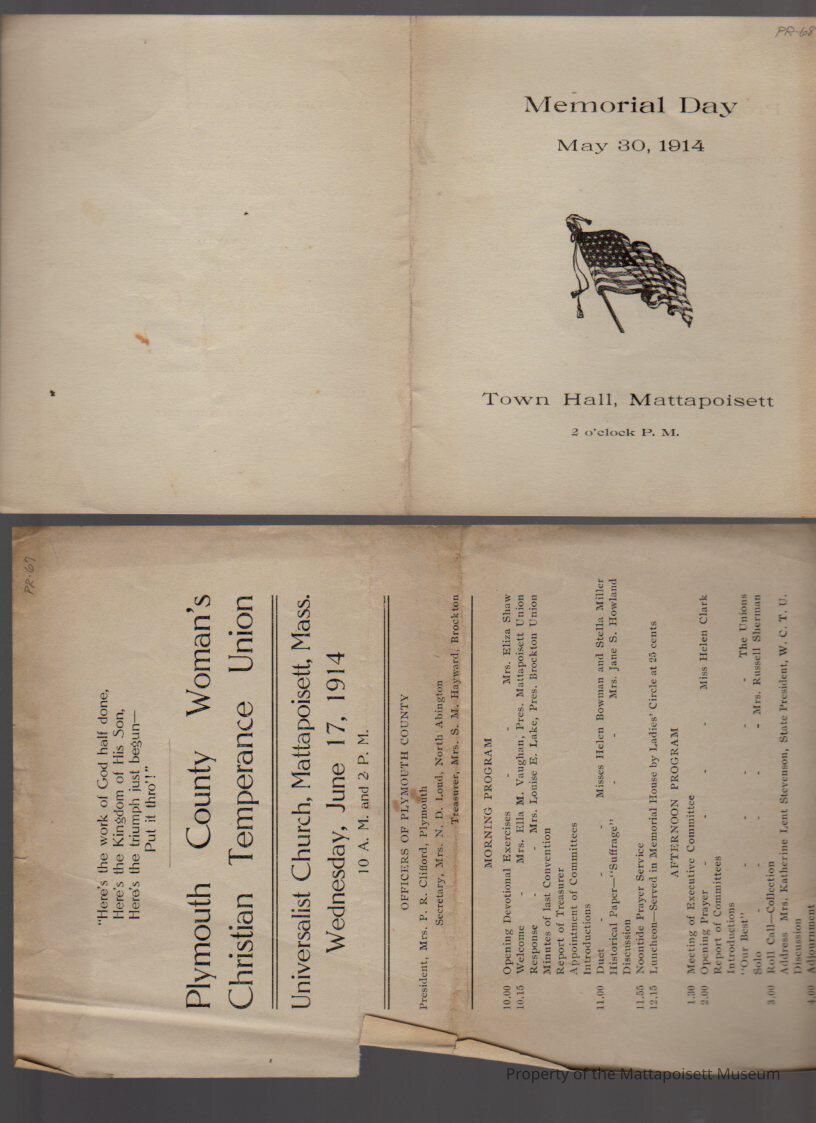 PR-68
Memorial Day
May 30, 1914
Town Hall, Mattapoisett
2 o'clock P. M.
PR-67
"Here's the work of God half done,
Here's the Kingdom of His Son,
Here's the triumph just begun—
Put it thro'!"
Plymouth County Woman's
Christian Temperance Union
Universalist Church, Mattapoisett, Mass.
Wednesday, June 17, 1914
10 A. M. and 2 P. M.
OFFICERS OF PLYMOUTH COUNTY
President, Mrs. P. R. Clifford, Plymouth
Secretary, Mrs. N. D. Loud, North Abington
Treasurer, Mrs. S. M. Hayward, Brockton
MORNING PROGRAM
10.00 Opening Devotional Exercises - - Mrs. Eliza Shaw
10.15 Welcome - Mrs. Ella M. Vaughan, Pres. Mattapoisett Union
Response - Mrs. Louise E. Lake, Pres. Brockton Union
Minutes of last Convention
Report of Treasurer
Appointment of Committees
Introductions
11.00 Duet - - Misses Helen Bowman and Stella Miller
Historical Paper—"Suffrage" - - Mrs. Jane S. Howland
Discussion
11.55 Noontide Prayer Service
12.15 Luncheon—Served in Memorial House by Ladies' Circle at 25 cents
AFTERNOON PROGRAM
1.30 Meeting of Executive Committee
2.00 Opening Prayer - - - Miss Helen Clark
Report of Committees
Introductions
"Our Best" - - - - The Unions
Solo - - - - Mrs. Russell Sherman
3.00 Roll Call—Collection
Address Mrs. Katherine Lent Stevenson, State President, W. C. T. U.
Discussion
4.00 Adjournment
Property of the Mattapoisett Museum